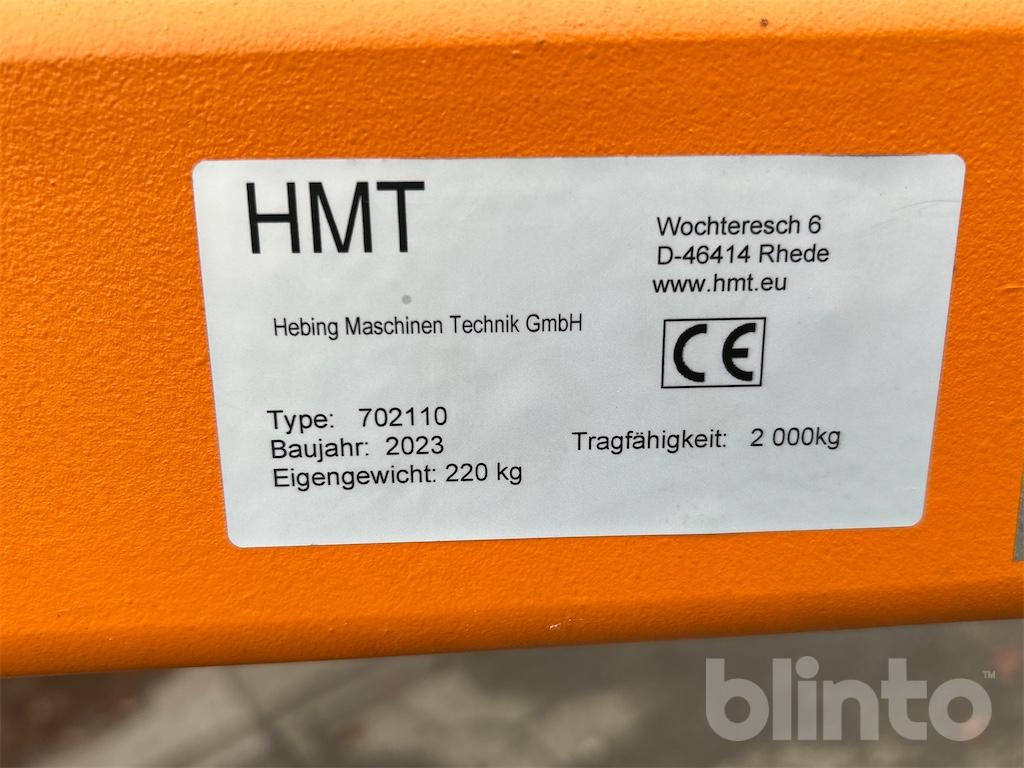 HMT
Wochteresch 6
D-46414 Rhede
www.hmt.eu
Hebing Maschinen Technik GmbH
CE
Type: 702110
Baujahr: 2023
Eigengewicht: 220 kg
Tragfähigkeit: 2 000kg
blinto™